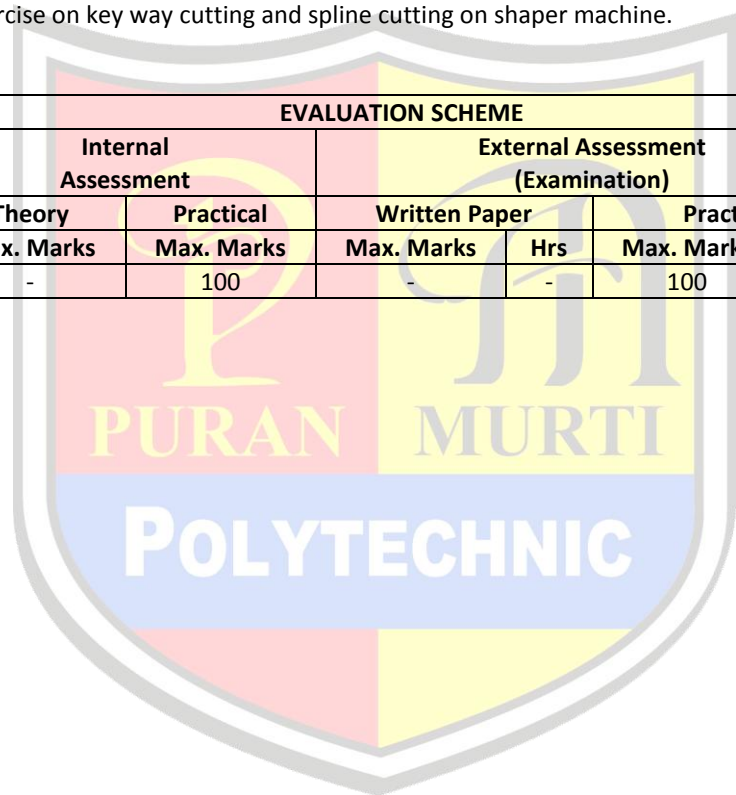 rcise on key way cutting and spline cutting on shaper machine.
EVALUATION SCHEME
Internal External Assessment
Assessment (Examination)
Theory Practical Written Paper Pract
x. Marks Max. Marks Max. Marks Hrs Max. Mark
- 100 - - 100
PURAN MURTI
POLYTECHNIC